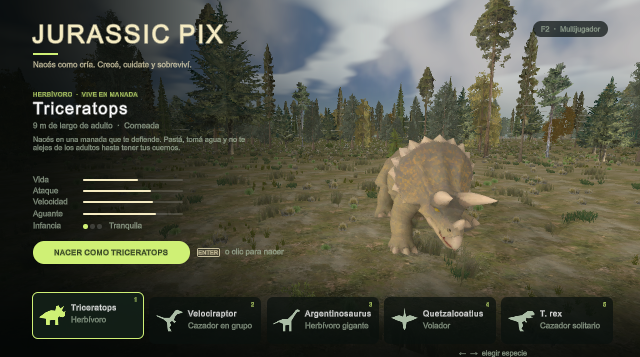 JURASSIC PIX
F2 · Multijugador
Nacés como cría. Crecé, cuidate y sobreviví.
HERBÍVORO · VIVE EN MANADA
Triceratops
9 m de largo de adulto · Corneada
Nacés en una manada que te defiende. Pastá, tomá agua y no te
alejes de los adultos hasta tener tus cuernos.
Vida
Ataque
Velocidad
Aguante
Infancia Tranquila
NACER COMO TRICERATOPS ENTER o clic para nacer
Triceratops 1
Herbívoro
Velociraptor 2
Cazador en grupo
Argentinosaurus 3
Herbívoro gigante
Quetzalcoatlus 4
Volador
T. rex 5
Cazador solitario
← → elegir especie